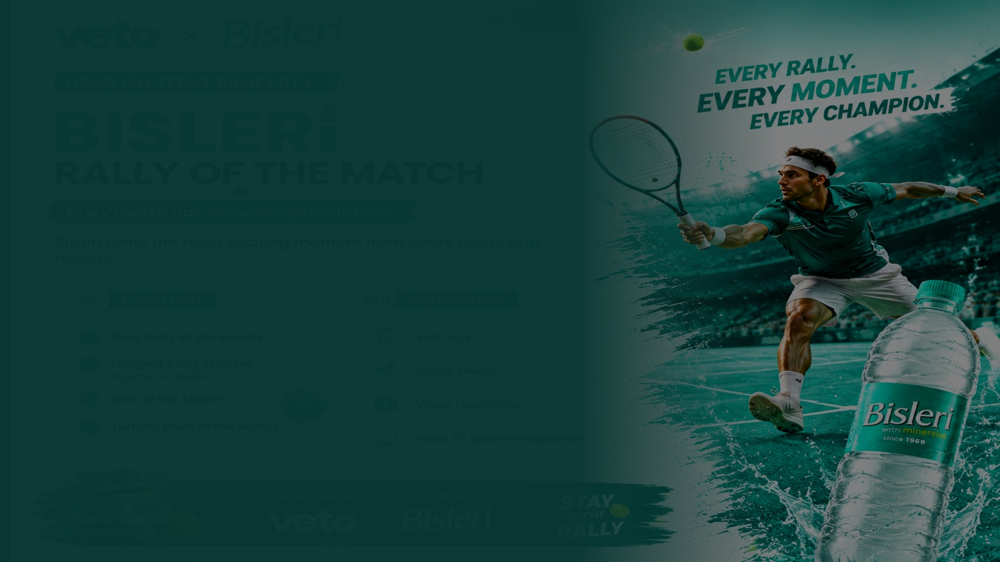 veto × Bisleri
HERO CONTENT PROPERTY
BISLERi
RALLY OF THE MATCH
Every match has one unforgettable rally.
Bisleri owns the most exciting moment from every Davis Cup
match.
EXECUTION
Best Rally of the Match
Longest Rally Tracker
Powered by Bisleri
Shot of the Match
Turning Point of the Match
DISTRIBUTION
Veto App
Social Media
Video Highlights
India TV Sports Integration
EVERY RALLY.
EVERY MOMENT.
EVERY CHAMPION.
Bisleri
with minerals
since 1969
Davis Cup on
veto
PRESENTED BY
Bisleri
STAY
IN THE
RALLY